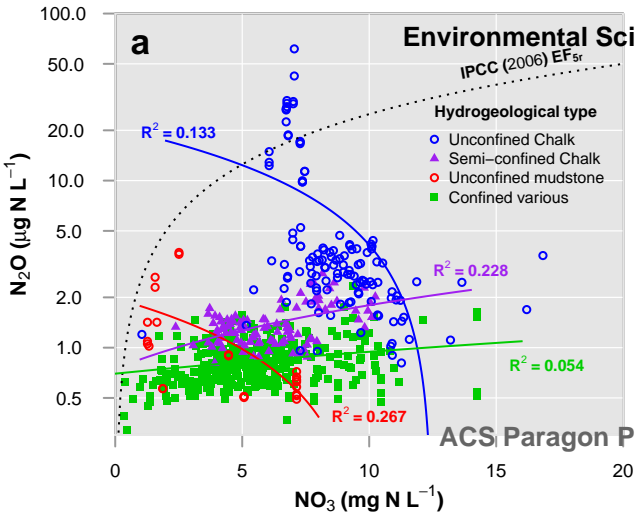 a
Environmental Sci
IPCC (2006) EF5r
Hydrogeological type
Unconfined Chalk
Semi−confined Chalk
Unconfined mudstone
Confined various
R² = 0.133
R² = 0.228
R² = 0.054
R² = 0.267
ACS Paragon P
N₂O (µg N L⁻¹)
100.0
50.0
20.0
10.0
5.0
2.0
1.0
0.5
0
5
10
15
20
NO₃ (mg N L⁻¹)